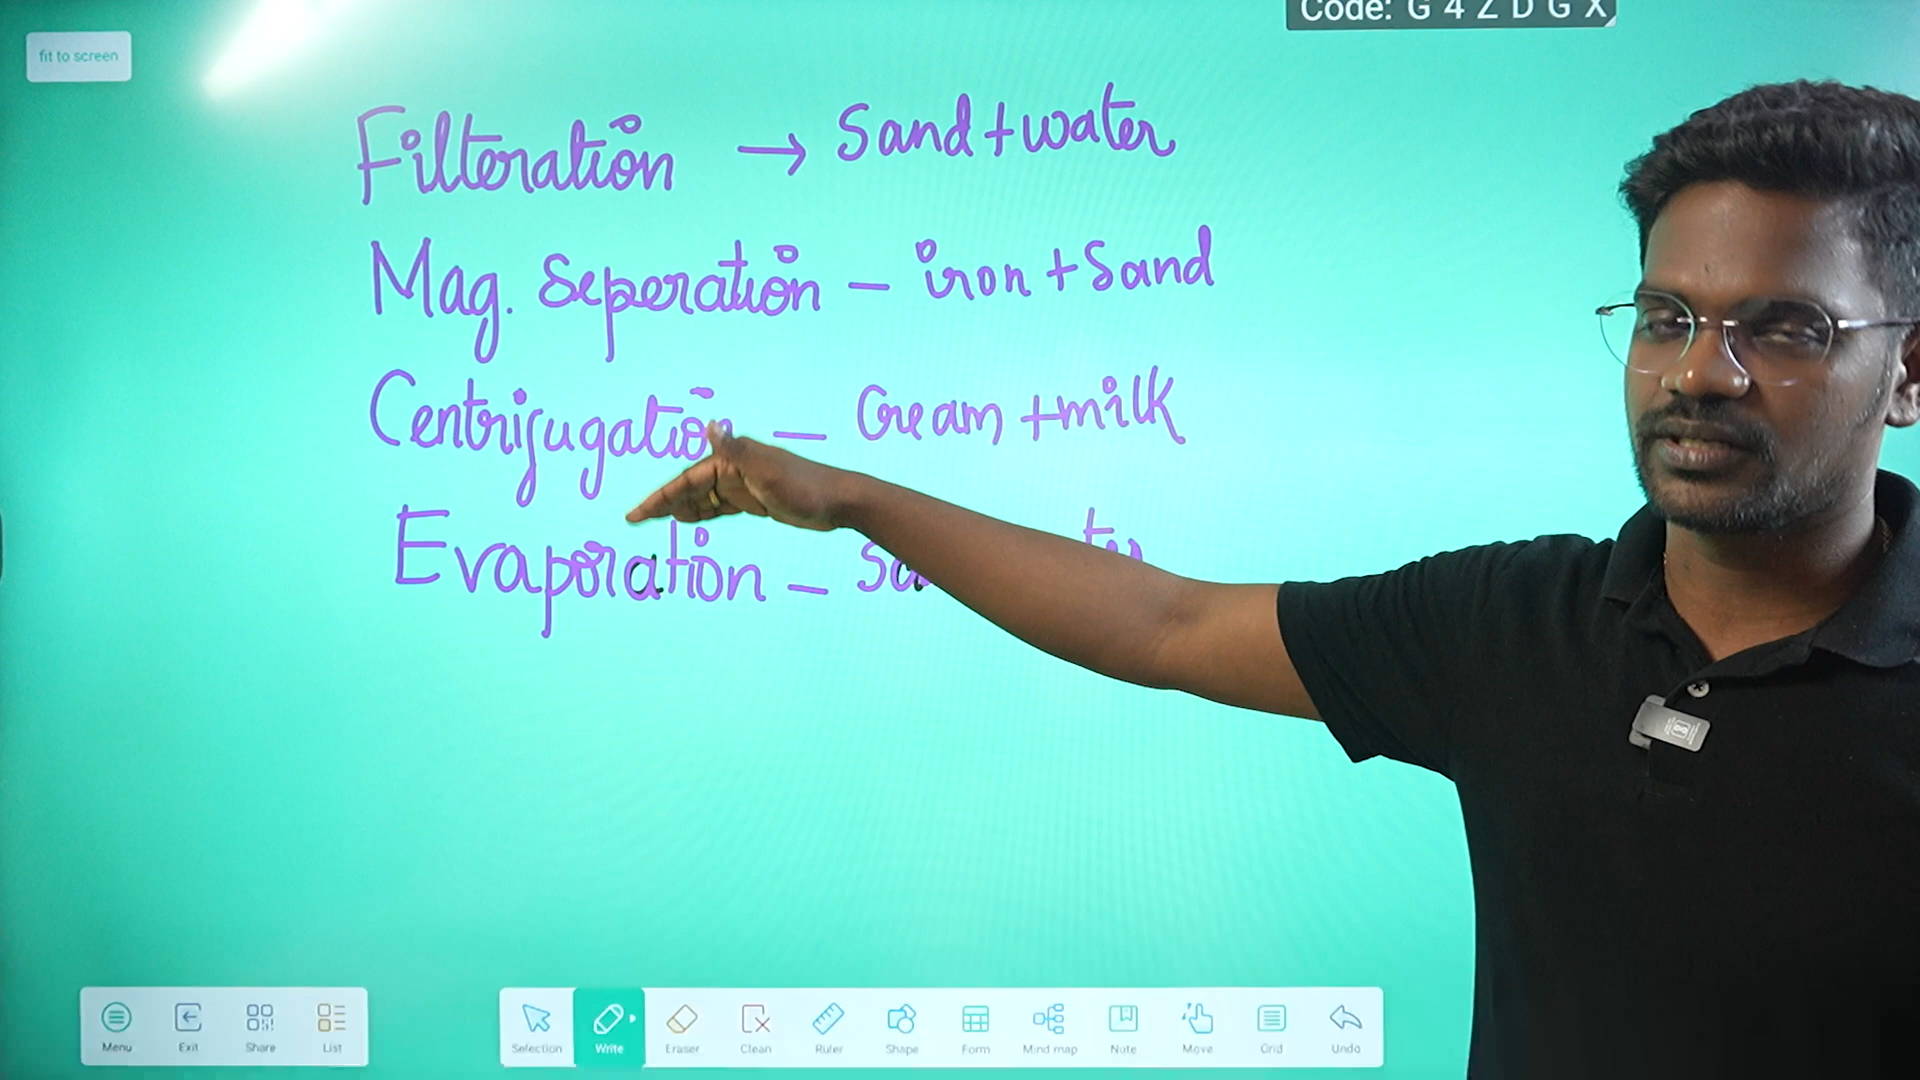 Code: G 4 Z D G X
fit to screen
Filteration → Sand + water
Mag. Seperation – iron + Sand
Centrifugation – Cream + milk
Evaporation –
Menu Exit Share List
Selection Write Eraser Clean Ruler Shape Form Mind map Note Move Grid Undo